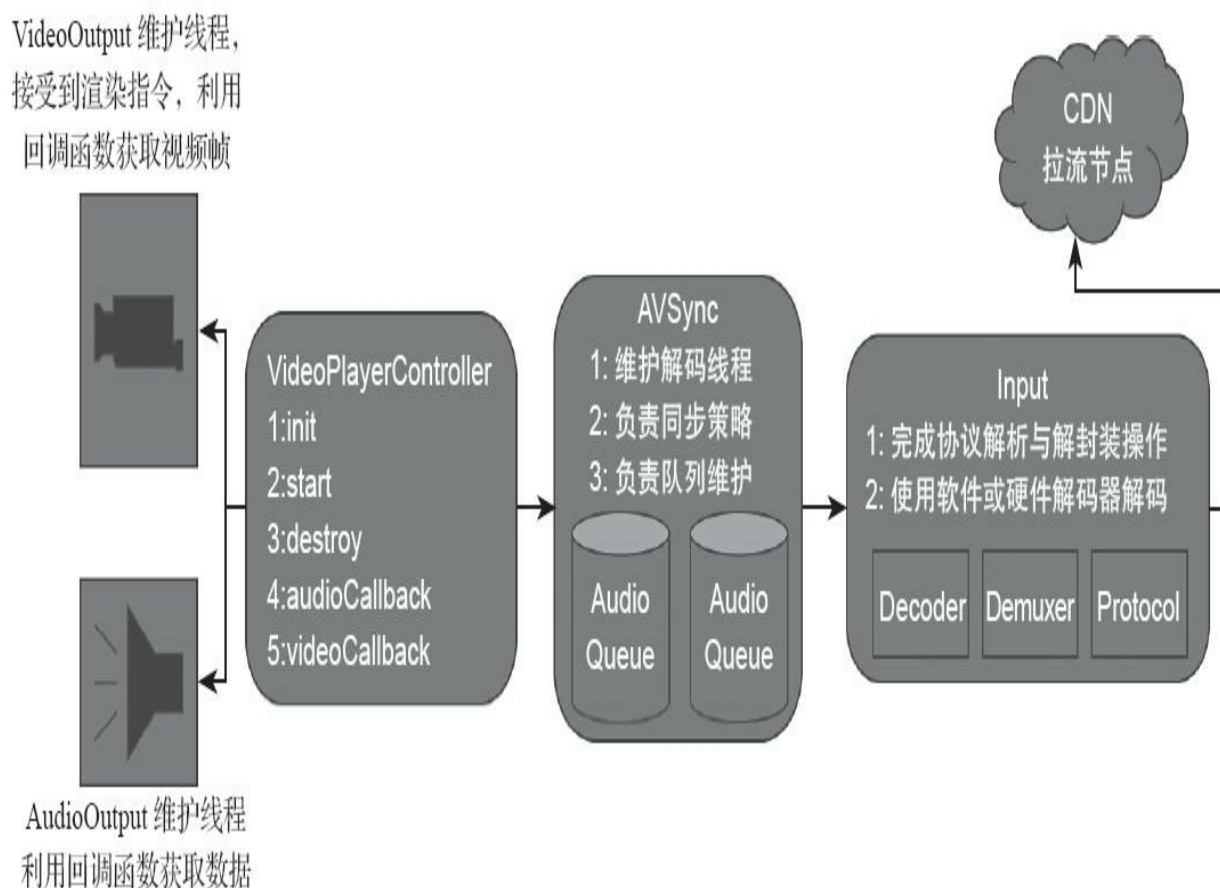 VideoOutput 维护线程,
接受到渲染指令, 利用
回调函数获取视频帧
CDN
拉流节点
VideoPlayerController
1:init
2:start
3:destroy
4:audioCallback
5:videoCallback
AVSync
1: 维护解码线程
2: 负责同步策略
3: 负责队列维护
Audio
Queue
Audio
Queue
Input
1: 完成协议解析与解封装操作
2: 使用软件或硬件解码器解码
Decoder
Demuxer
Protocol
AudioOutput 维护线程
利用回调函数获取数据